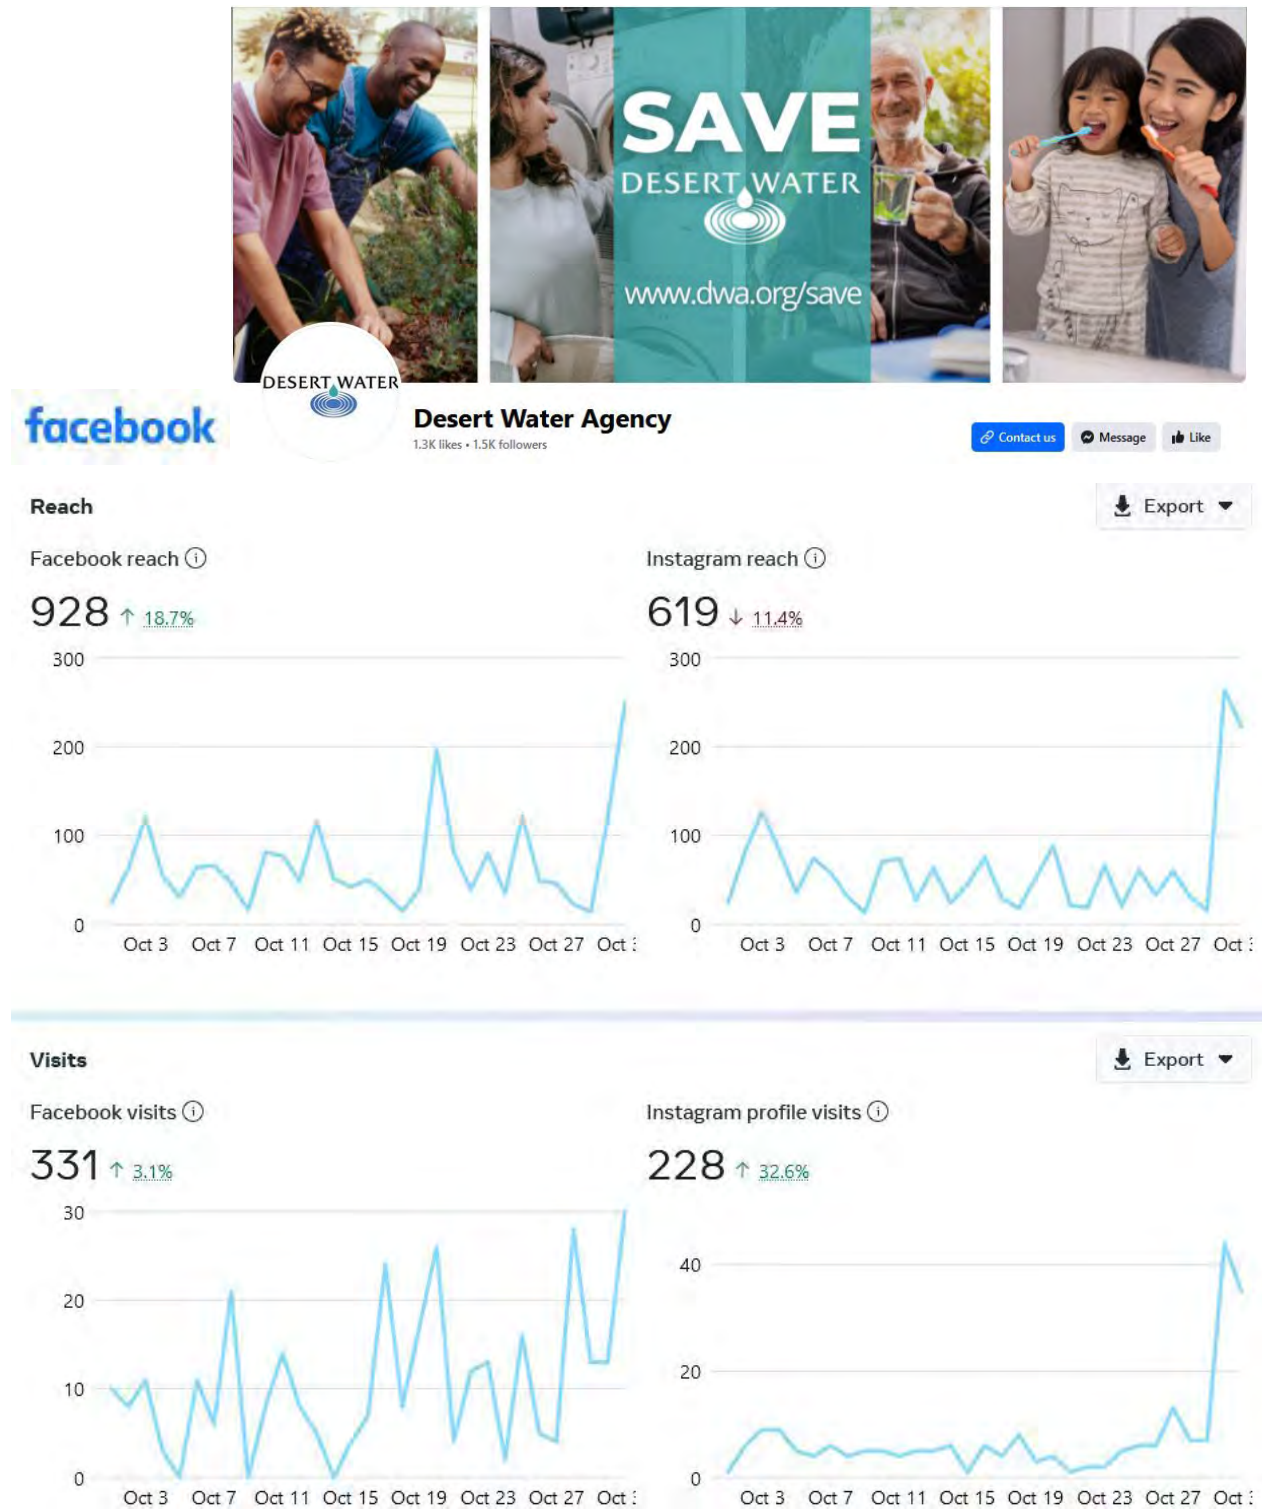 SAVE
DESERT WATER
www.dwa.org/save
DESERT WATER
facebook
Desert Water Agency
1.3K likes • 1.5K followers
Contact us
Message
Like
Reach
Export
Facebook reach
Instagram reach
928 ↑ 18.7%
619 ↓ 11.4%
300
200
100
0
Oct 3 Oct 7 Oct 11 Oct 15 Oct 19 Oct 23 Oct 27 Oct
300
200
100
0
Oct 3 Oct 7 Oct 11 Oct 15 Oct 19 Oct 23 Oct 27 Oct
Visits
Export
Facebook visits
Instagram profile visits
331 ↑ 3.1%
228 ↑ 32.6%
30
20
10
0
Oct 3 Oct 7 Oct 11 Oct 15 Oct 19 Oct 23 Oct 27 Oct
40
20
0
Oct 3 Oct 7 Oct 11 Oct 15 Oct 19 Oct 23 Oct 27 Oct